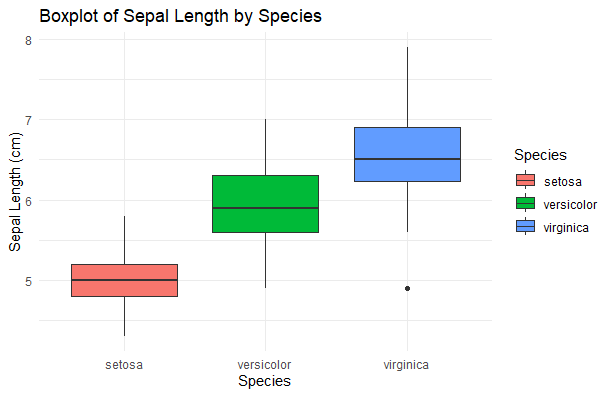 Boxplot of Sepal Length by Species
Sepal Length (cm)
8
7
6
5
setosa
versicolor
virginica
Species
Species
setosa
versicolor
virginica